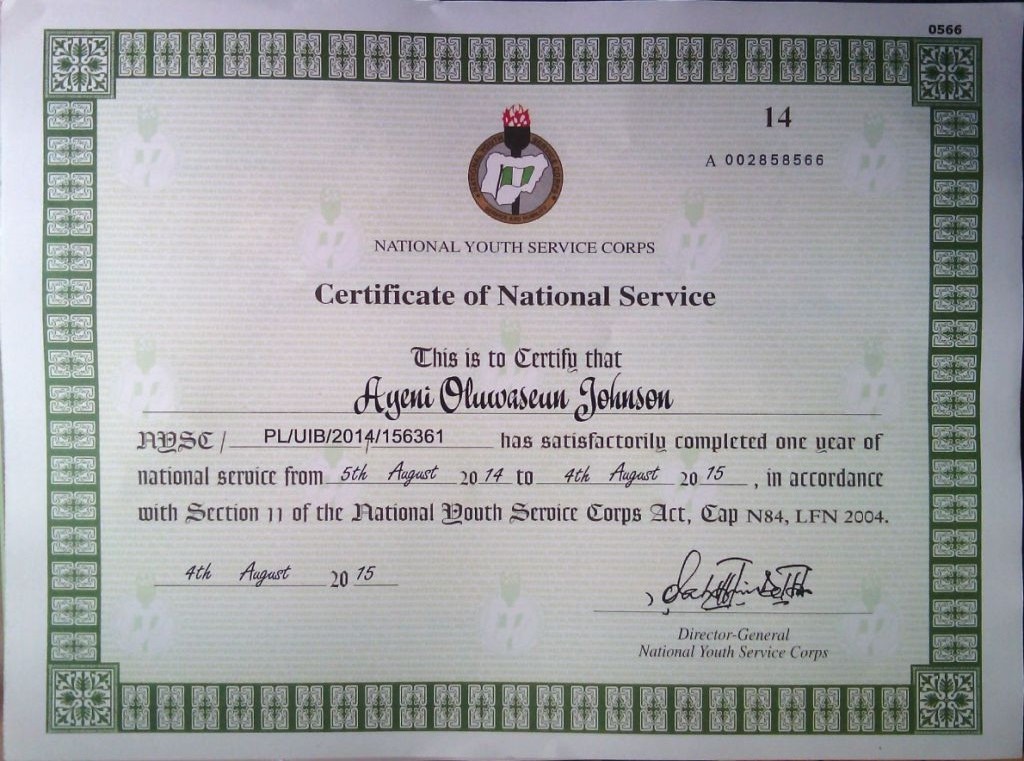 0566
14
A 002858566
NATIONAL YOUTH SERVICE CORPS
Certificate of National Service
This is to Certify that
Ayeni Oluwaseun Johnson
NYSC / PL/UIB/2014/156361 has satisfactorily completed one year of
national service from 5th August 2014 to 4th August 2015, in accordance
with Section 11 of the National Youth Service Corps Act, Cap N84, LFN 2004.
4th August 2015
Director-General
National Youth Service Corps